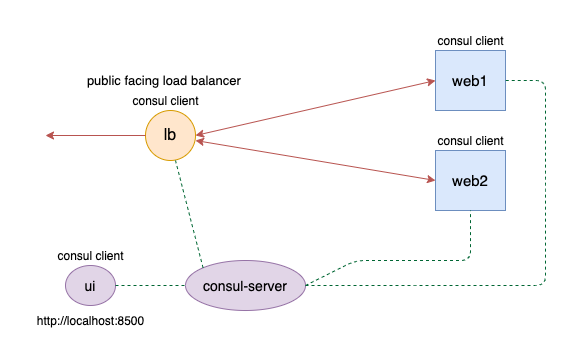 consul client
web1
public facing load balancer
consul client
lb
consul client
web2
consul client
ui
consul-server
http://localhost:8500